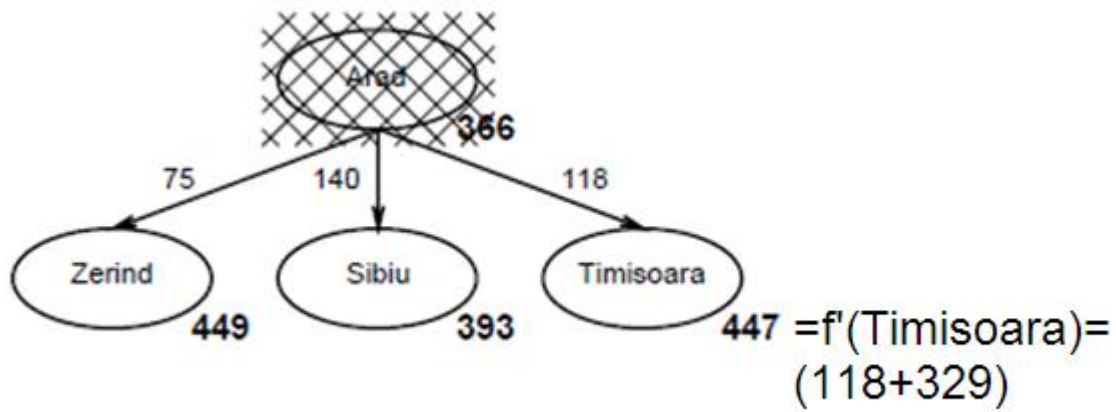 Arad
366
75
140
118
Zerind
Sibiu
Timisoara
449
393
447 =f'(Timisoara)=
(118+329)